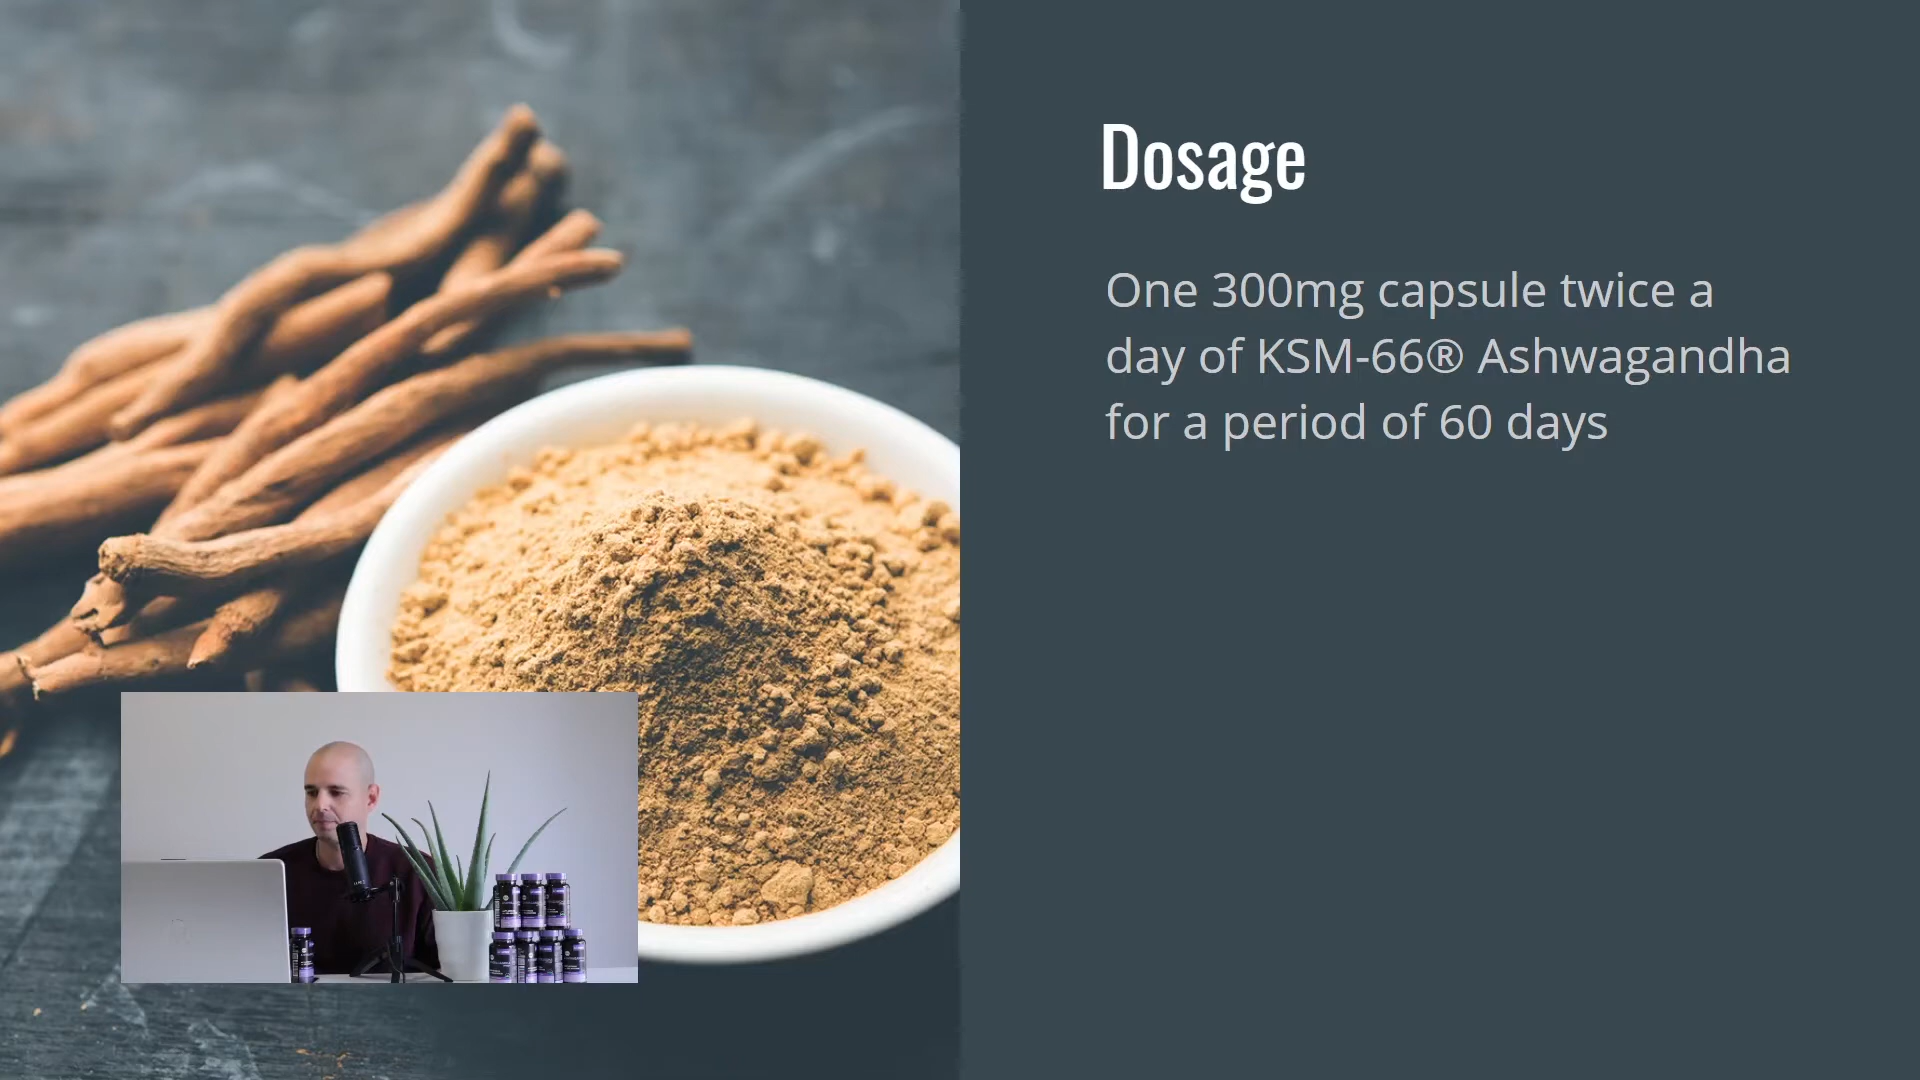 Dosage
One 300mg capsule twice a
day of KSM-66® Ashwagandha
for a period of 60 days